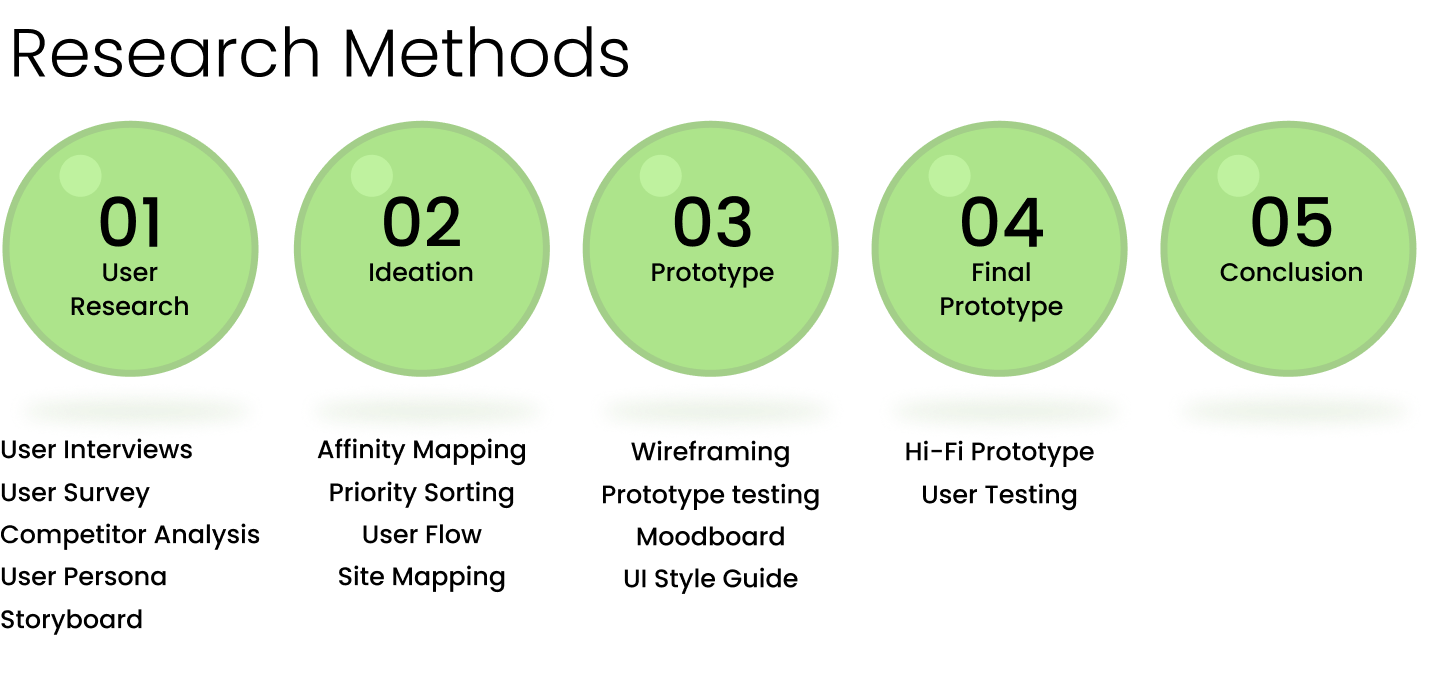 Research Methods
01
User
Research
02
Ideation
03
Prototype
04
Final
Prototype
05
Conclusion
User Interviews
User Survey
Competitor Analysis
User Persona
Storyboard
Affinity Mapping
Priority Sorting
User Flow
Site Mapping
Wireframing
Prototype testing
Moodboard
UI Style Guide
Hi-Fi Prototype
User Testing